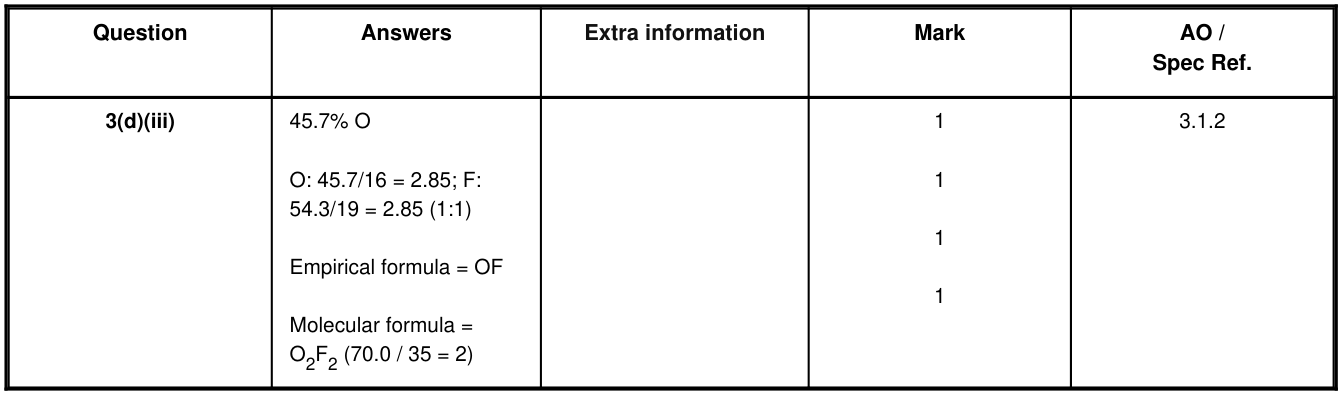 Question Answers Extra information Mark AO /
Spec Ref.
3(d)(iii) 45.7% O 1 3.1.2
O: 45.7/16 = 2.85; F: 1
54.3/19 = 2.85 (1:1)
1
Empirical formula = OF
1
Molecular formula =
O₂F₂ (70.0 / 35 = 2)